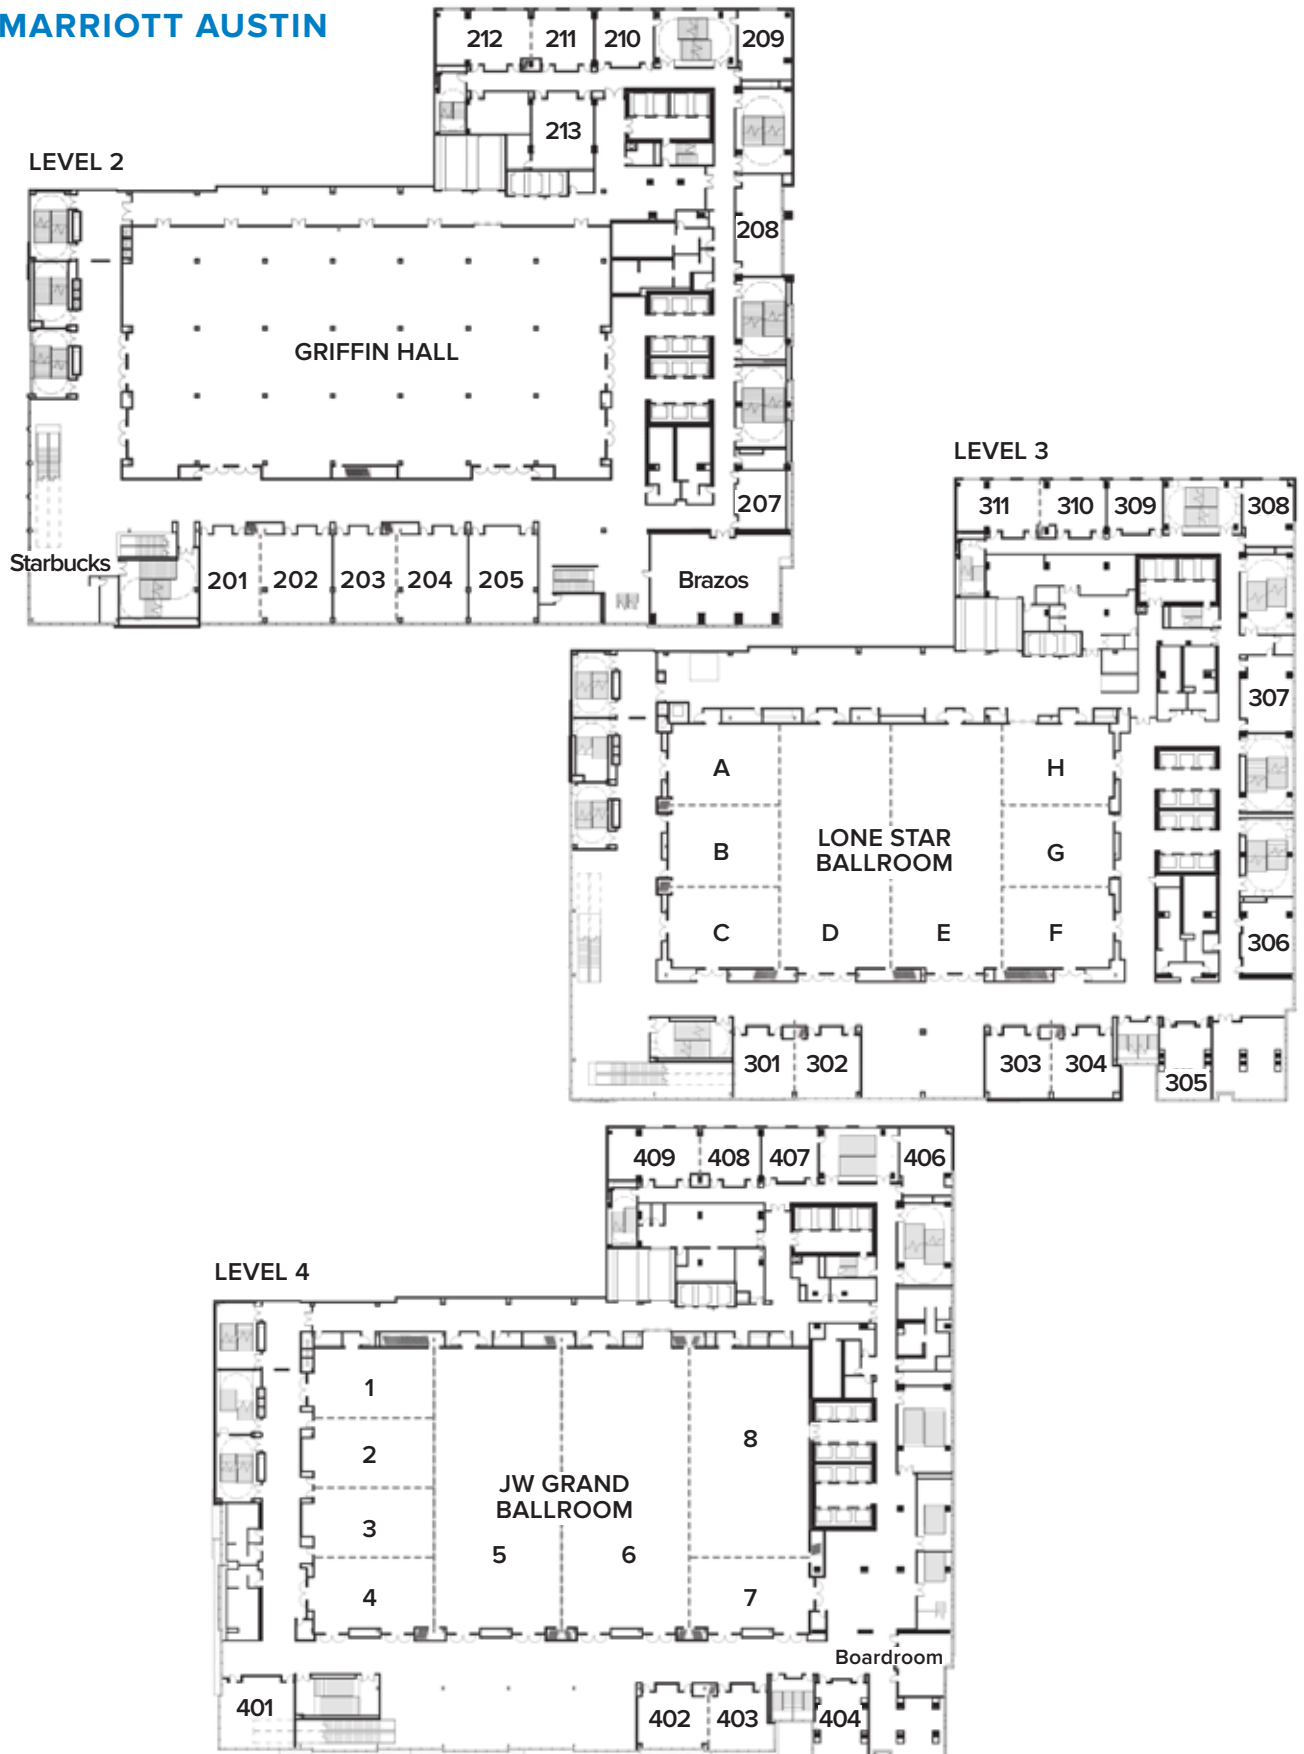 MARRIOTT AUSTIN
212 211 210 209
213
LEVEL 2
208
GRIFFIN HALL
207
Starbucks
201 202 203 204 205
Brazos
LEVEL 3
311 310 309 308
307
A
H
LONE STAR
BALLROOM
B
G
C
D
E
F
306
301 302
303 304
305
409 408 407 406
LEVEL 4
1
2
8
JW GRAND
BALLROOM
3
5
6
4
7
Boardroom
401
402 403
404